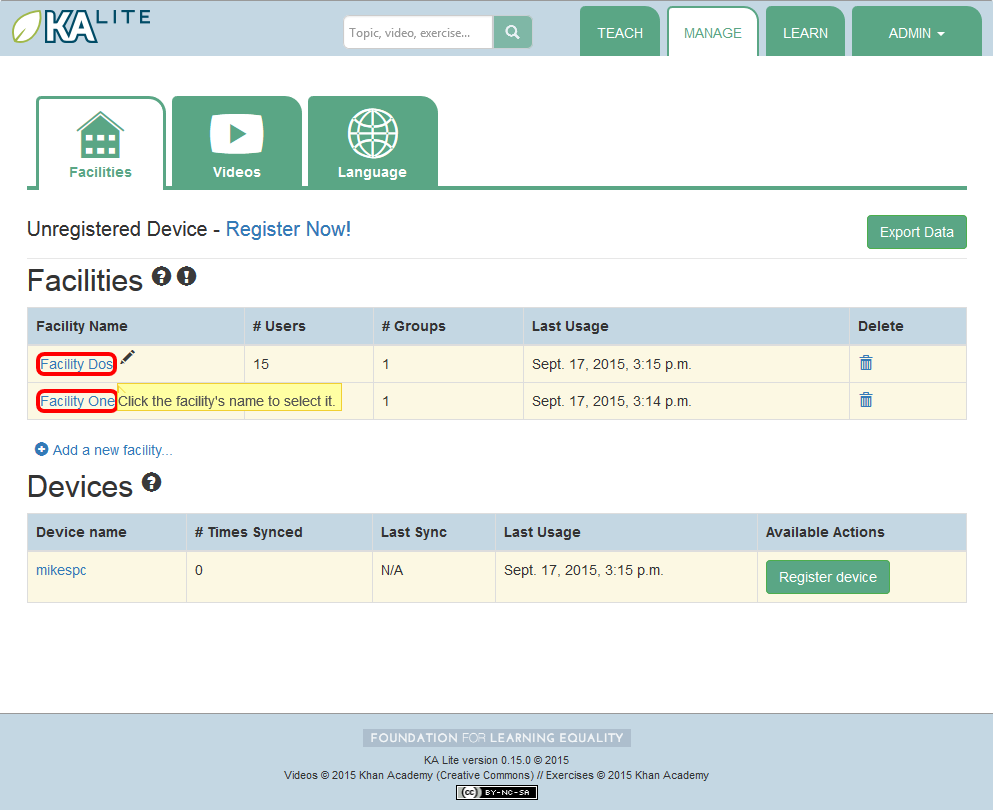 KA LITE
Topic, video, exercise...
TEACH
MANAGE
LEARN
ADMIN
Facilities
Videos
Language
Unregistered Device - Register Now!
Export Data
Facilities
Facility Name # Users # Groups Last Usage Delete
Facility Dos 15 1 Sept. 17, 2015, 3:15 p.m.
Facility One Click the facility's name to select it. 1 Sept. 17, 2015, 3:14 p.m.
Add a new facility...
Devices
Device name # Times Synced Last Sync Last Usage Available Actions
mikespc 0 N/A Sept. 17, 2015, 3:15 p.m. Register device
FOUNDATION FOR LEARNING EQUALITY
KA Lite version 0.15.0 © 2015
Videos © 2015 Khan Academy (Creative Commons) // Exercises © 2015 Khan Academy
cc BY-NC-SA